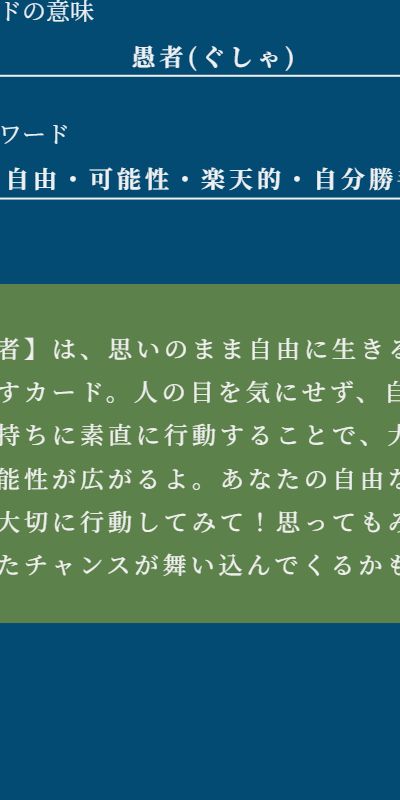 ドの意味
愚者(ぐしゃ)
ワード
自由・可能性・楽天的・自分勝
者】は、思いのまま自由に生きる
すカード。人の目を気にせず、自
持ちに素直に行動することで、大
能性が広がるよ。あなたの自由な
大切に行動してみて！思ってもみ
たチャンスが舞い込んでくるかも